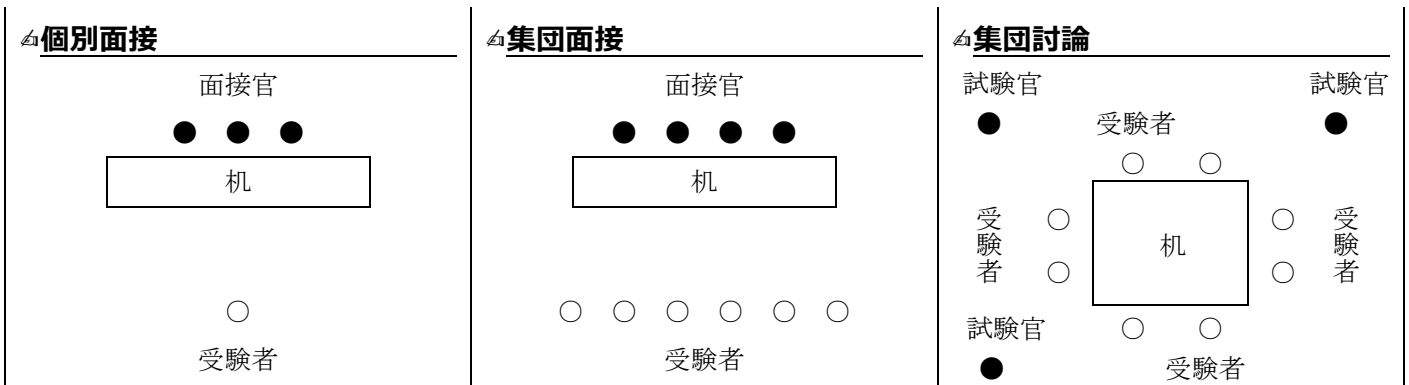 ✍個別面接
面接官
● ● ●
机
○
受験者
✍集団面接
面接官
● ● ● ●
机
○ ○ ○ ○ ○ ○
受験者
✍集団討論
試験官 試験官
● 受験者 ●
○ ○
受験者 ○ 机 ○ 受験者
○ ○
試験官 ○ ○
● 受験者